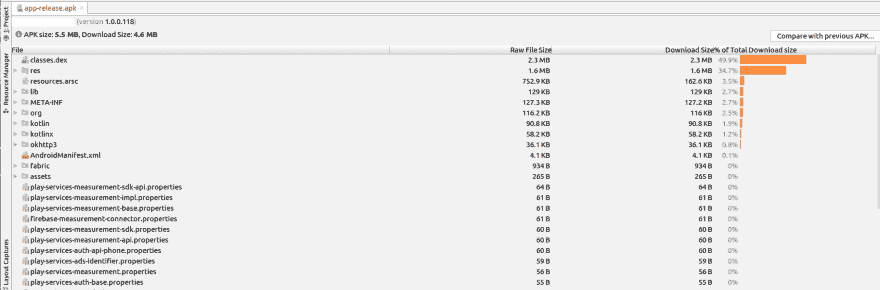 app-release.apk ×
(version 1.0.0.118)
APK size: 5.5 MB, Download Size: 4.6 MB
Compare with previous APK...
File Raw File Size Download Size % of Total Download size
classes.dex 2.3 MB 2.3 MB 49.9%
res 1.6 MB 1.6 MB 34.7%
resources.arsc 752.9 KB 162.6 KB 3.5%
lib 129 KB 129 KB 2.7%
META-INF 127.3 KB 127.2 KB 2.7%
org 116.2 KB 116 KB 2.5%
kotlin 90.8 KB 90.8 KB 1.9%
kotlinx 58.2 KB 58.2 KB 1.2%
okhttp3 36.1 KB 36.1 KB 0.8%
AndroidManifest.xml 4.1 KB 4.1 KB 0.1%
fabric 934 B 934 B 0%
assets 265 B 265 B 0%
play-services-measurement-sdk-api.properties 64 B 64 B 0%
play-services-measurement-impl.properties 61 B 61 B 0%
play-services-measurement-base.properties 61 B 61 B 0%
firebase-measurement-connector.properties 61 B 61 B 0%
play-services-measurement-sdk.properties 60 B 60 B 0%
play-services-measurement-api.properties 60 B 60 B 0%
play-services-auth-api-phone.properties 60 B 60 B 0%
play-services-ads-identifier.properties 59 B 59 B 0%
play-services-measurement.properties 56 B 56 B 0%
play-services-auth-base.properties 55 B 55 B 0%
1: Project
Resource Manager
Layout Captures